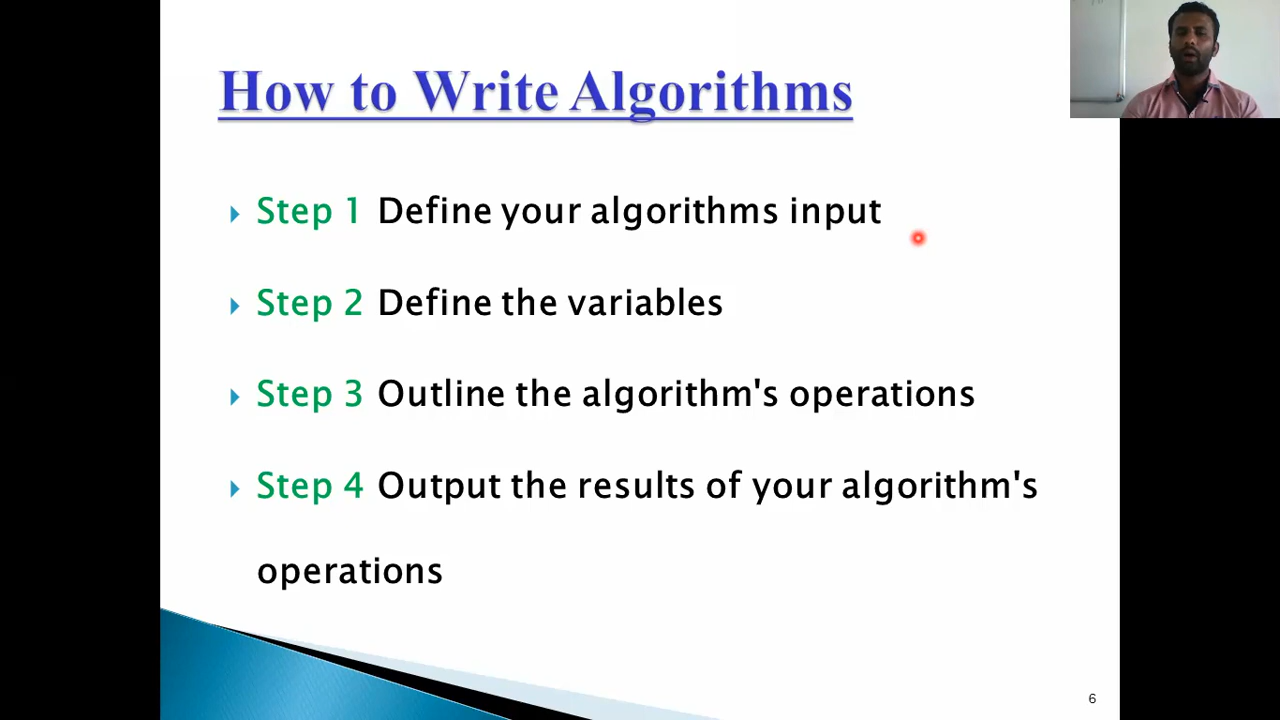 How to Write Algorithms
Step 1 Define your algorithms input
Step 2 Define the variables
Step 3 Outline the algorithm's operations
Step 4 Output the results of your algorithm's
operations
6